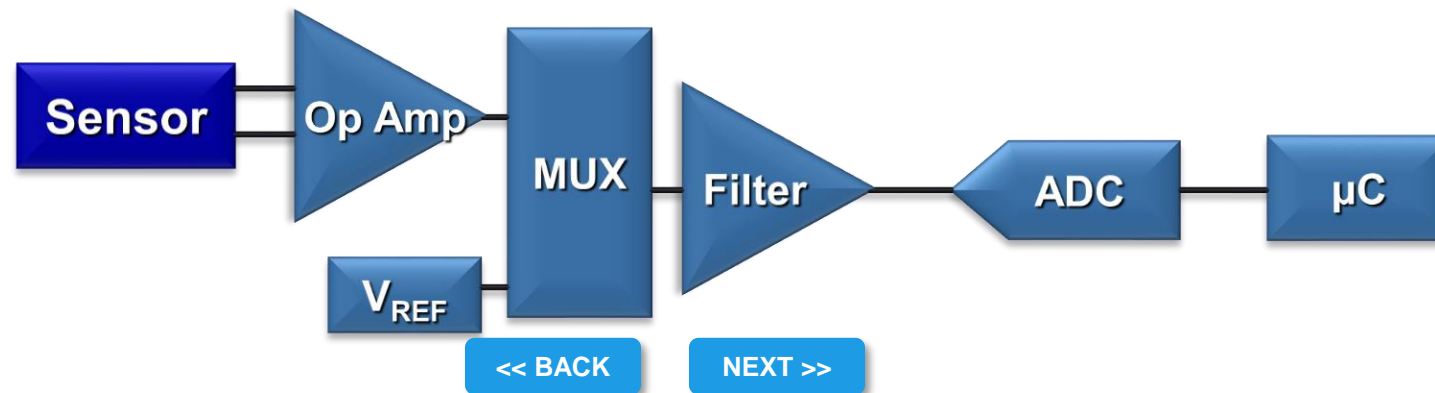 Sensor
Op Amp
MUX
Filter
ADC
µC
VREF
<< BACK
NEXT >>